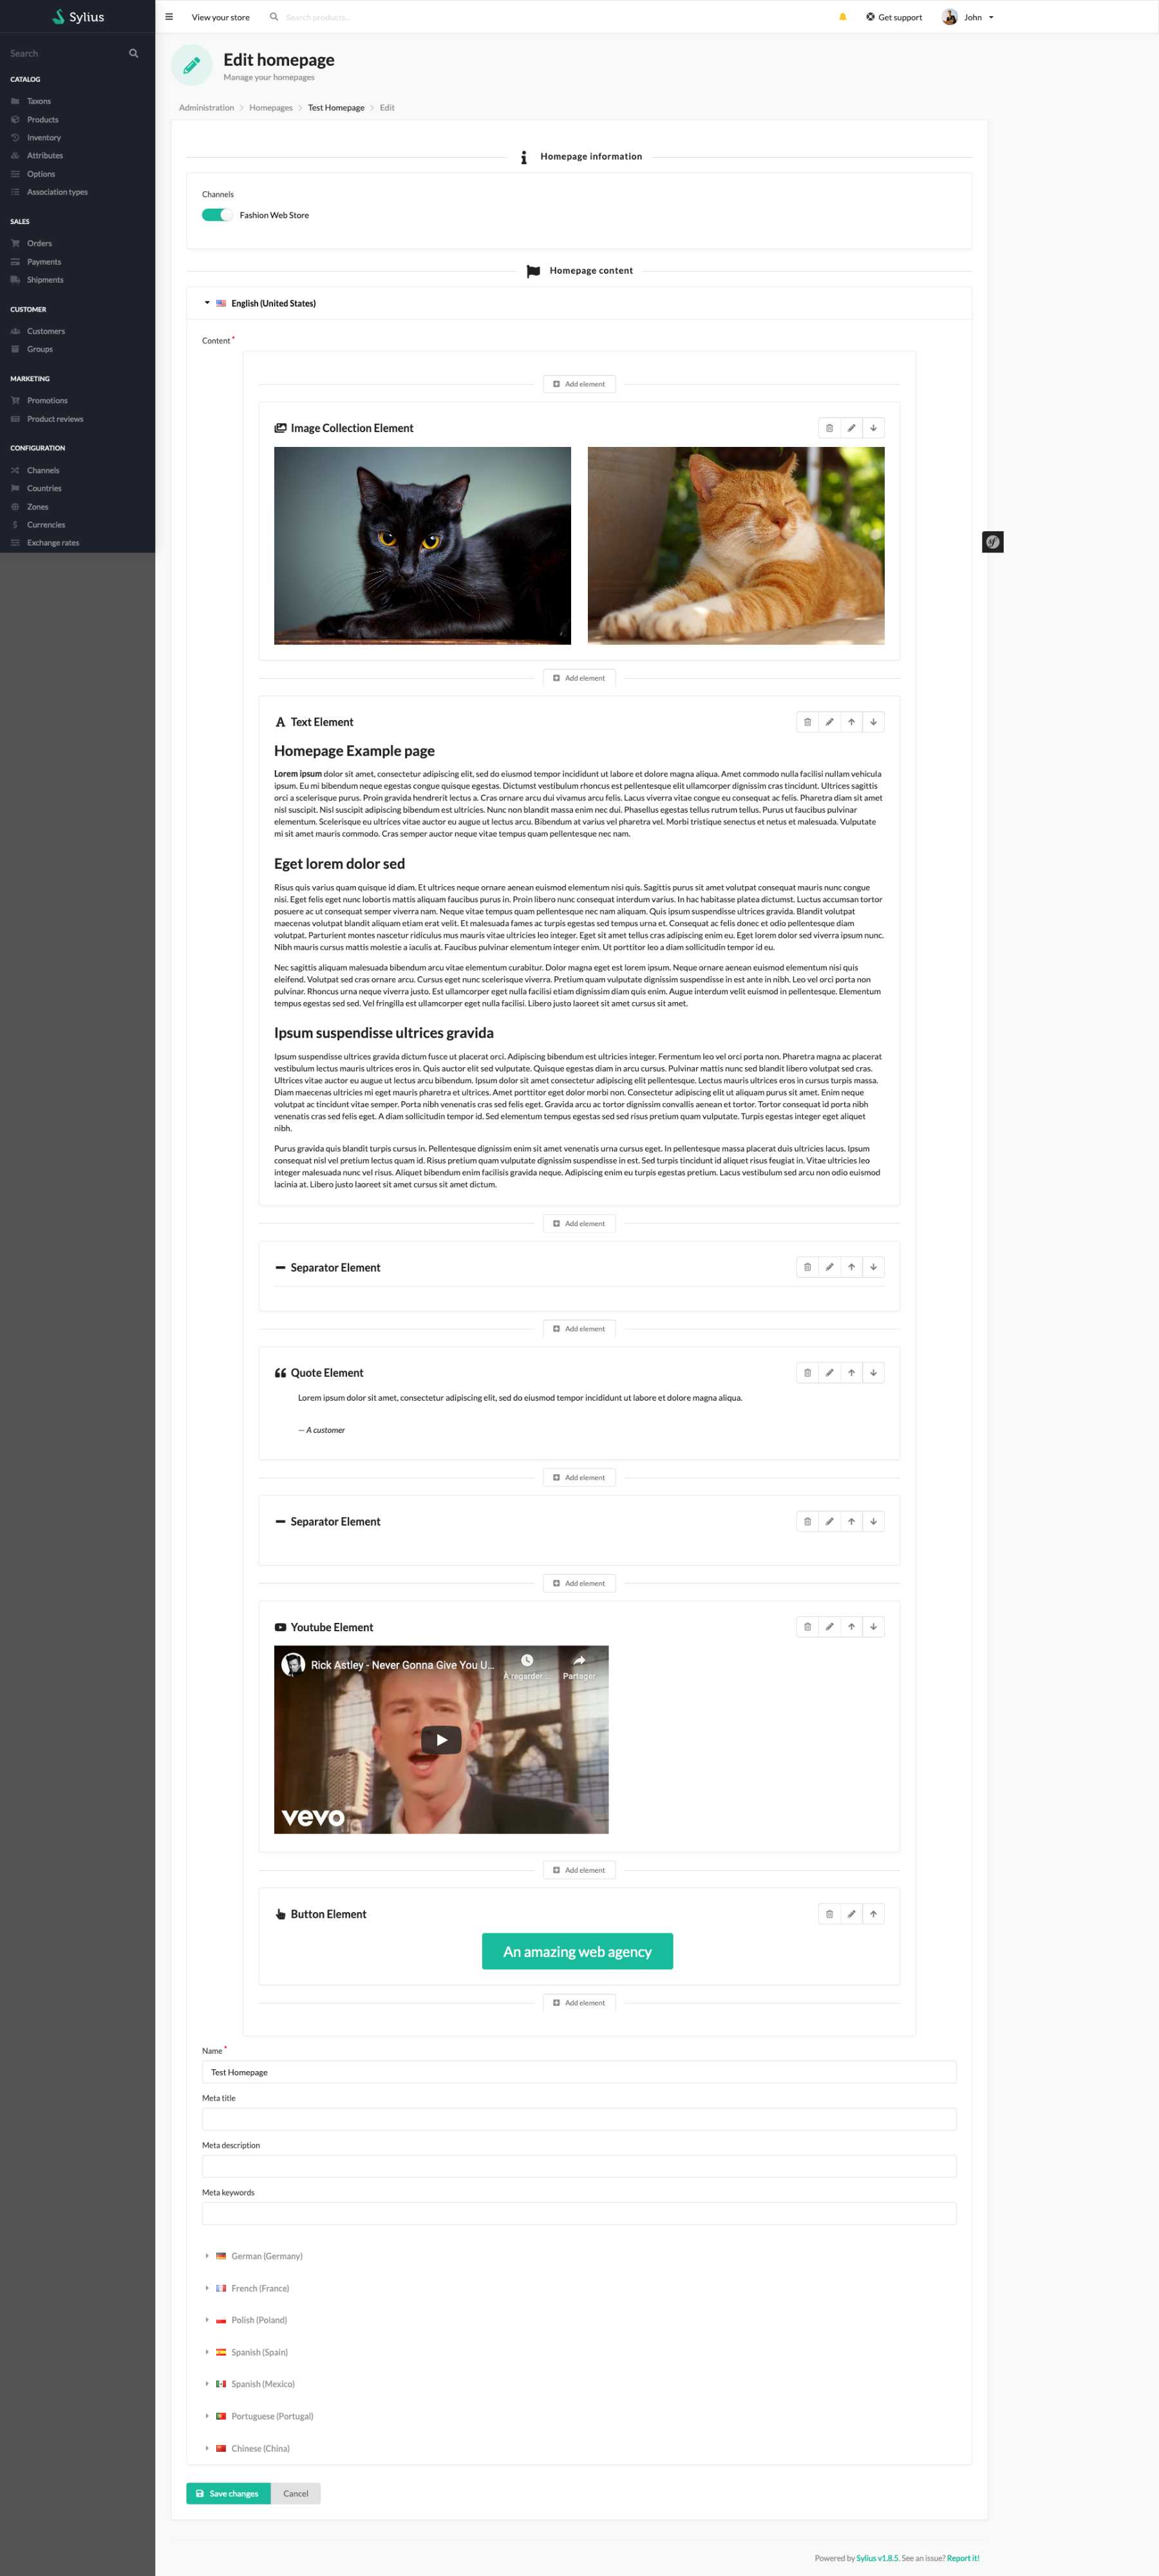 Sylius
View your store
Search products...
Get support
John
Search
CATALOG
Taxons
Products
Inventory
Attributes
Options
Association types
SALES
Orders
Payments
Shipments
CUSTOMER
Customers
Groups
MARKETING
Promotions
Product reviews
CONFIGURATION
Channels
Countries
Zones
Currencies
Exchange rates
Edit homepage
Manage your homepages
Administration > Homepages > Test Homepage > Edit
Homepage information
Channels
Fashion Web Store
Homepage content
English (United States)
Content *
Add element
Image Collection Element
Add element
Text Element
Homepage Example page
Lorem ipsum dolor sit amet, consectetur adipiscing elit, sed do eiusmod tempor incididunt ut labore et dolore magna aliqua. Amet commodo nulla facilisi nullam vehicula
ipsum. Eu mi bibendum neque egestas congue quisque egestas. Dictumst vestibulum rhoncus est pellentesque elit ullamcorper dignissim cras tincidunt. Ultrices sagittis
orci a scelerisque purus. Proin gravida hendrerit lectus a. Cras ornare arcu dui vivamus arcu felis. Lacus viverra vitae congue eu consequat ac felis. Pharetra diam sit amet
nisl suscipit. Nisl suscipit adipiscing bibendum est ultricies. Nunc non blandit massa enim nec dui. Phasellus egestas tellus rutrum tellus. Purus ut faucibus pulvinar
elementum. Scelerisque eu ultrices vitae auctor eu augue ut lectus arcu. Bibendum at varius vel pharetra vel. Morbi tristique senectus et netus et malesuada. Vulputate
mi sit amet mauris commodo. Cras semper auctor neque vitae tempus quam pellentesque nec nam.
Eget lorem dolor sed
Risus quis varius quam quisque id diam. Et ultrices neque ornare aenean euismod elementum nisi quis. Sagittis purus sit amet volutpat consequat mauris nunc congue
nisi. Eget felis eget nunc lobortis mattis aliquam faucibus purus in. Proin libero nunc consequat interdum varius. In hac habitasse platea dictumst. Luctus accumsan tortor
posuere ac ut consequat semper viverra nam. Neque vitae tempus quam pellentesque nec nam aliquam. Quis ipsum suspendisse ultrices gravida. Blandit volutpat
maecenas volutpat blandit aliquam etiam erat velit. Et malesuada fames ac turpis egestas sed tempus urna et. Consequat ac felis donec et odio pellentesque diam
volutpat. Parturient montes nascetur ridiculus mus mauris vitae ultricies leo integer. Eget sit amet tellus cras adipiscing enim eu. Eget lorem dolor sed viverra ipsum nunc.
Nibh mauris cursus mattis molestie a iaculis at. Faucibus pulvinar elementum integer enim. Ut porttitor leo a diam sollicitudin tempor id eu.
Nec sagittis aliquam malesuada bibendum arcu vitae elementum curabitur. Dolor magna eget est lorem ipsum. Neque ornare aenean euismod elementum nisi quis
eleifend. Volutpat sed cras ornare arcu. Cursus eget nunc scelerisque viverra. Pretium quam vulputate dignissim suspendisse in est ante in nibh. Leo vel orci porta non
pulvinar. Rhoncus urna neque viverra justo. Est ullamcorper eget nulla facilisi etiam dignissim diam quis enim. Augue interdum velit euismod in pellentesque. Elementum
tempus egestas sed sed. Vel fringilla est ullamcorper eget nulla facilisi. Libero justo laoreet sit amet cursus sit amet.
Ipsum suspendisse ultrices gravida
Ipsum suspendisse ultrices gravida dictum fusce ut placerat orci. Adipiscing bibendum est ultricies integer. Fermentum leo vel orci porta non. Pharetra magna ac placerat
vestibulum lectus mauris ultrices eros in. Quis auctor elit sed vulputate. Quisque egestas diam in arcu cursus. Pulvinar mattis nunc sed blandit libero volutpat sed cras.
Ultrices vitae auctor eu augue ut lectus arcu bibendum. Ipsum dolor sit amet consectetur adipiscing elit pellentesque. Lectus mauris ultrices eros in cursus turpis massa.
Diam maecenas ultricies mi eget mauris pharetra et ultrices. Amet porttitor eget dolor morbi non. Consectetur adipiscing elit ut aliquam purus sit amet. Enim neque
volutpat ac tincidunt vitae semper. Porta nibh venenatis cras sed felis eget. Gravida arcu ac tortor dignissim convallis aenean et tortor. Tortor consequat id porta nibh
venenatis cras sed felis eget. A diam sollicitudin tempor id. Sed elementum tempus egestas sed sed risus pretium quam vulputate. Turpis egestas integer eget aliquet
nibh.
Purus gravida quis blandit turpis cursus in. Pellentesque dignissim enim sit amet venenatis urna cursus eget. In pellentesque massa placerat duis ultricies lacus. Ipsum
consequat nisl vel pretium lectus quam id. Risus pretium quam vulputate dignissim suspendisse in est. Sed turpis tincidunt id aliquet risus feugiat in. Vitae ultricies leo
integer malesuada nunc vel risus. Aliquet bibendum enim facilisis gravida neque. Adipiscing enim eu turpis egestas pretium. Lacus vestibulum sed arcu non odio euismod
lacinia at. Libero justo laoreet sit amet cursus sit amet dictum.
Add element
Separator Element
Add element
Quote Element
Lorem ipsum dolor sit amet, consectetur adipiscing elit, sed do eiusmod tempor incididunt ut labore et dolore magna aliqua.
— A customer
Add element
Separator Element
Add element
Youtube Element
Rick Astley - Never Gonna Give You U...
À regarder...
Partager
vevo
Add element
Button Element
An amazing web agency
Add element
Name *
Test Homepage
Meta title
Meta description
Meta keywords
German (Germany)
French (France)
Polish (Poland)
Spanish (Spain)
Spanish (Mexico)
Portuguese (Portugal)
Chinese (China)
Save changes
Cancel
Powered by Sylius v1.8.5. See an issue? Report it!